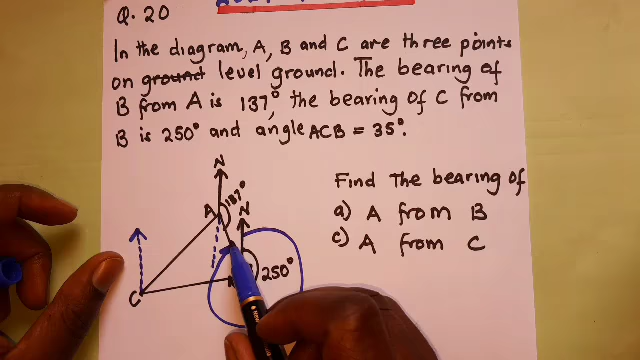 Q. 20
In the diagram, A, B and C are three points
on ground level ground. The bearing of
B from A is 137°, the bearing of C from
B is 250° and angle ACB = 35°.
N
A 137°
N
250°
C
Find The bearing of
a) A from B
c) A from C